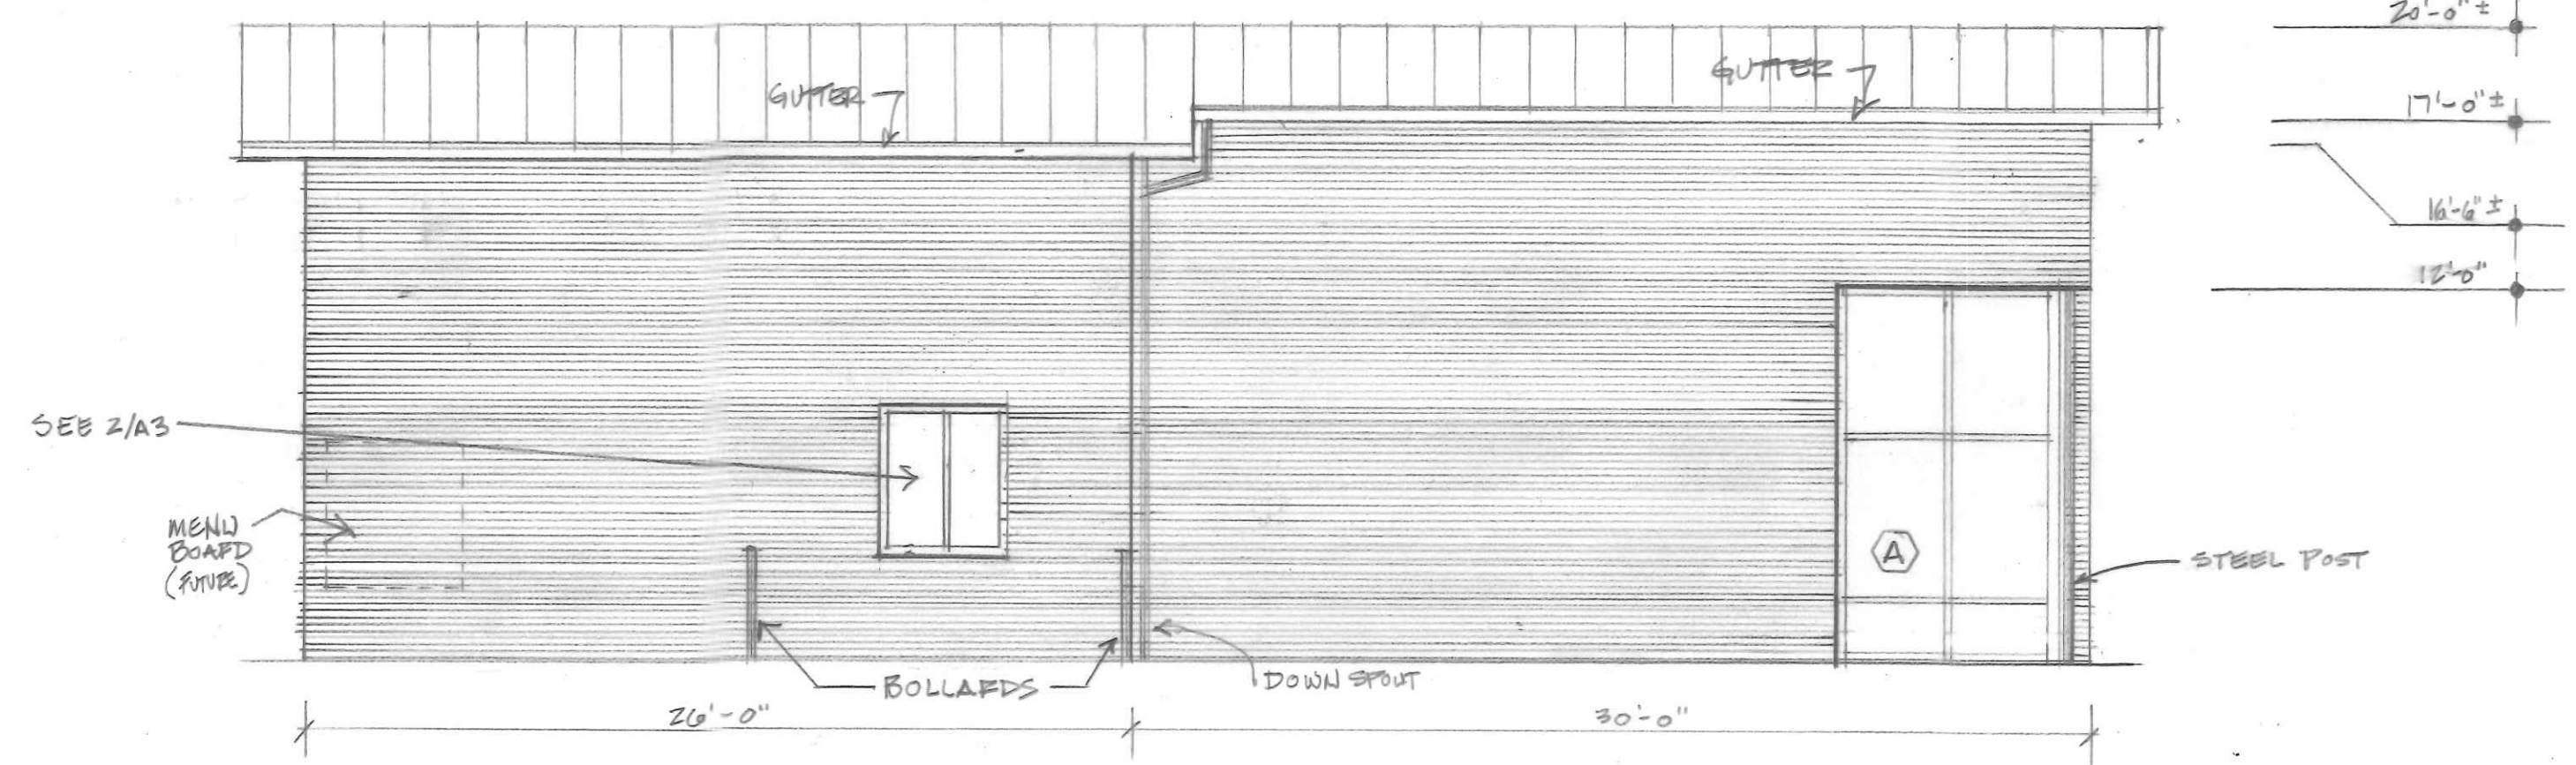 20'-0" ±
GUTTER
GUTTER
17'-0" ±
16'-6" ±
12'-0"
SEE 2/A3
MENU
BOARD
(FUTURE)
A
STEEL POST
BOLLARDS
DOWN SPOUT
26'-0"
30'-0"